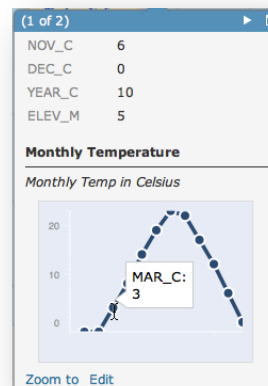 (1 of 2)
NOV_C 6
DEC_C 0
YEAR_C 10
ELEV_M 5
Monthly Temperature
Monthly Temp in Celsius
20
10
0
MAR_C:
3
Zoom to Edit